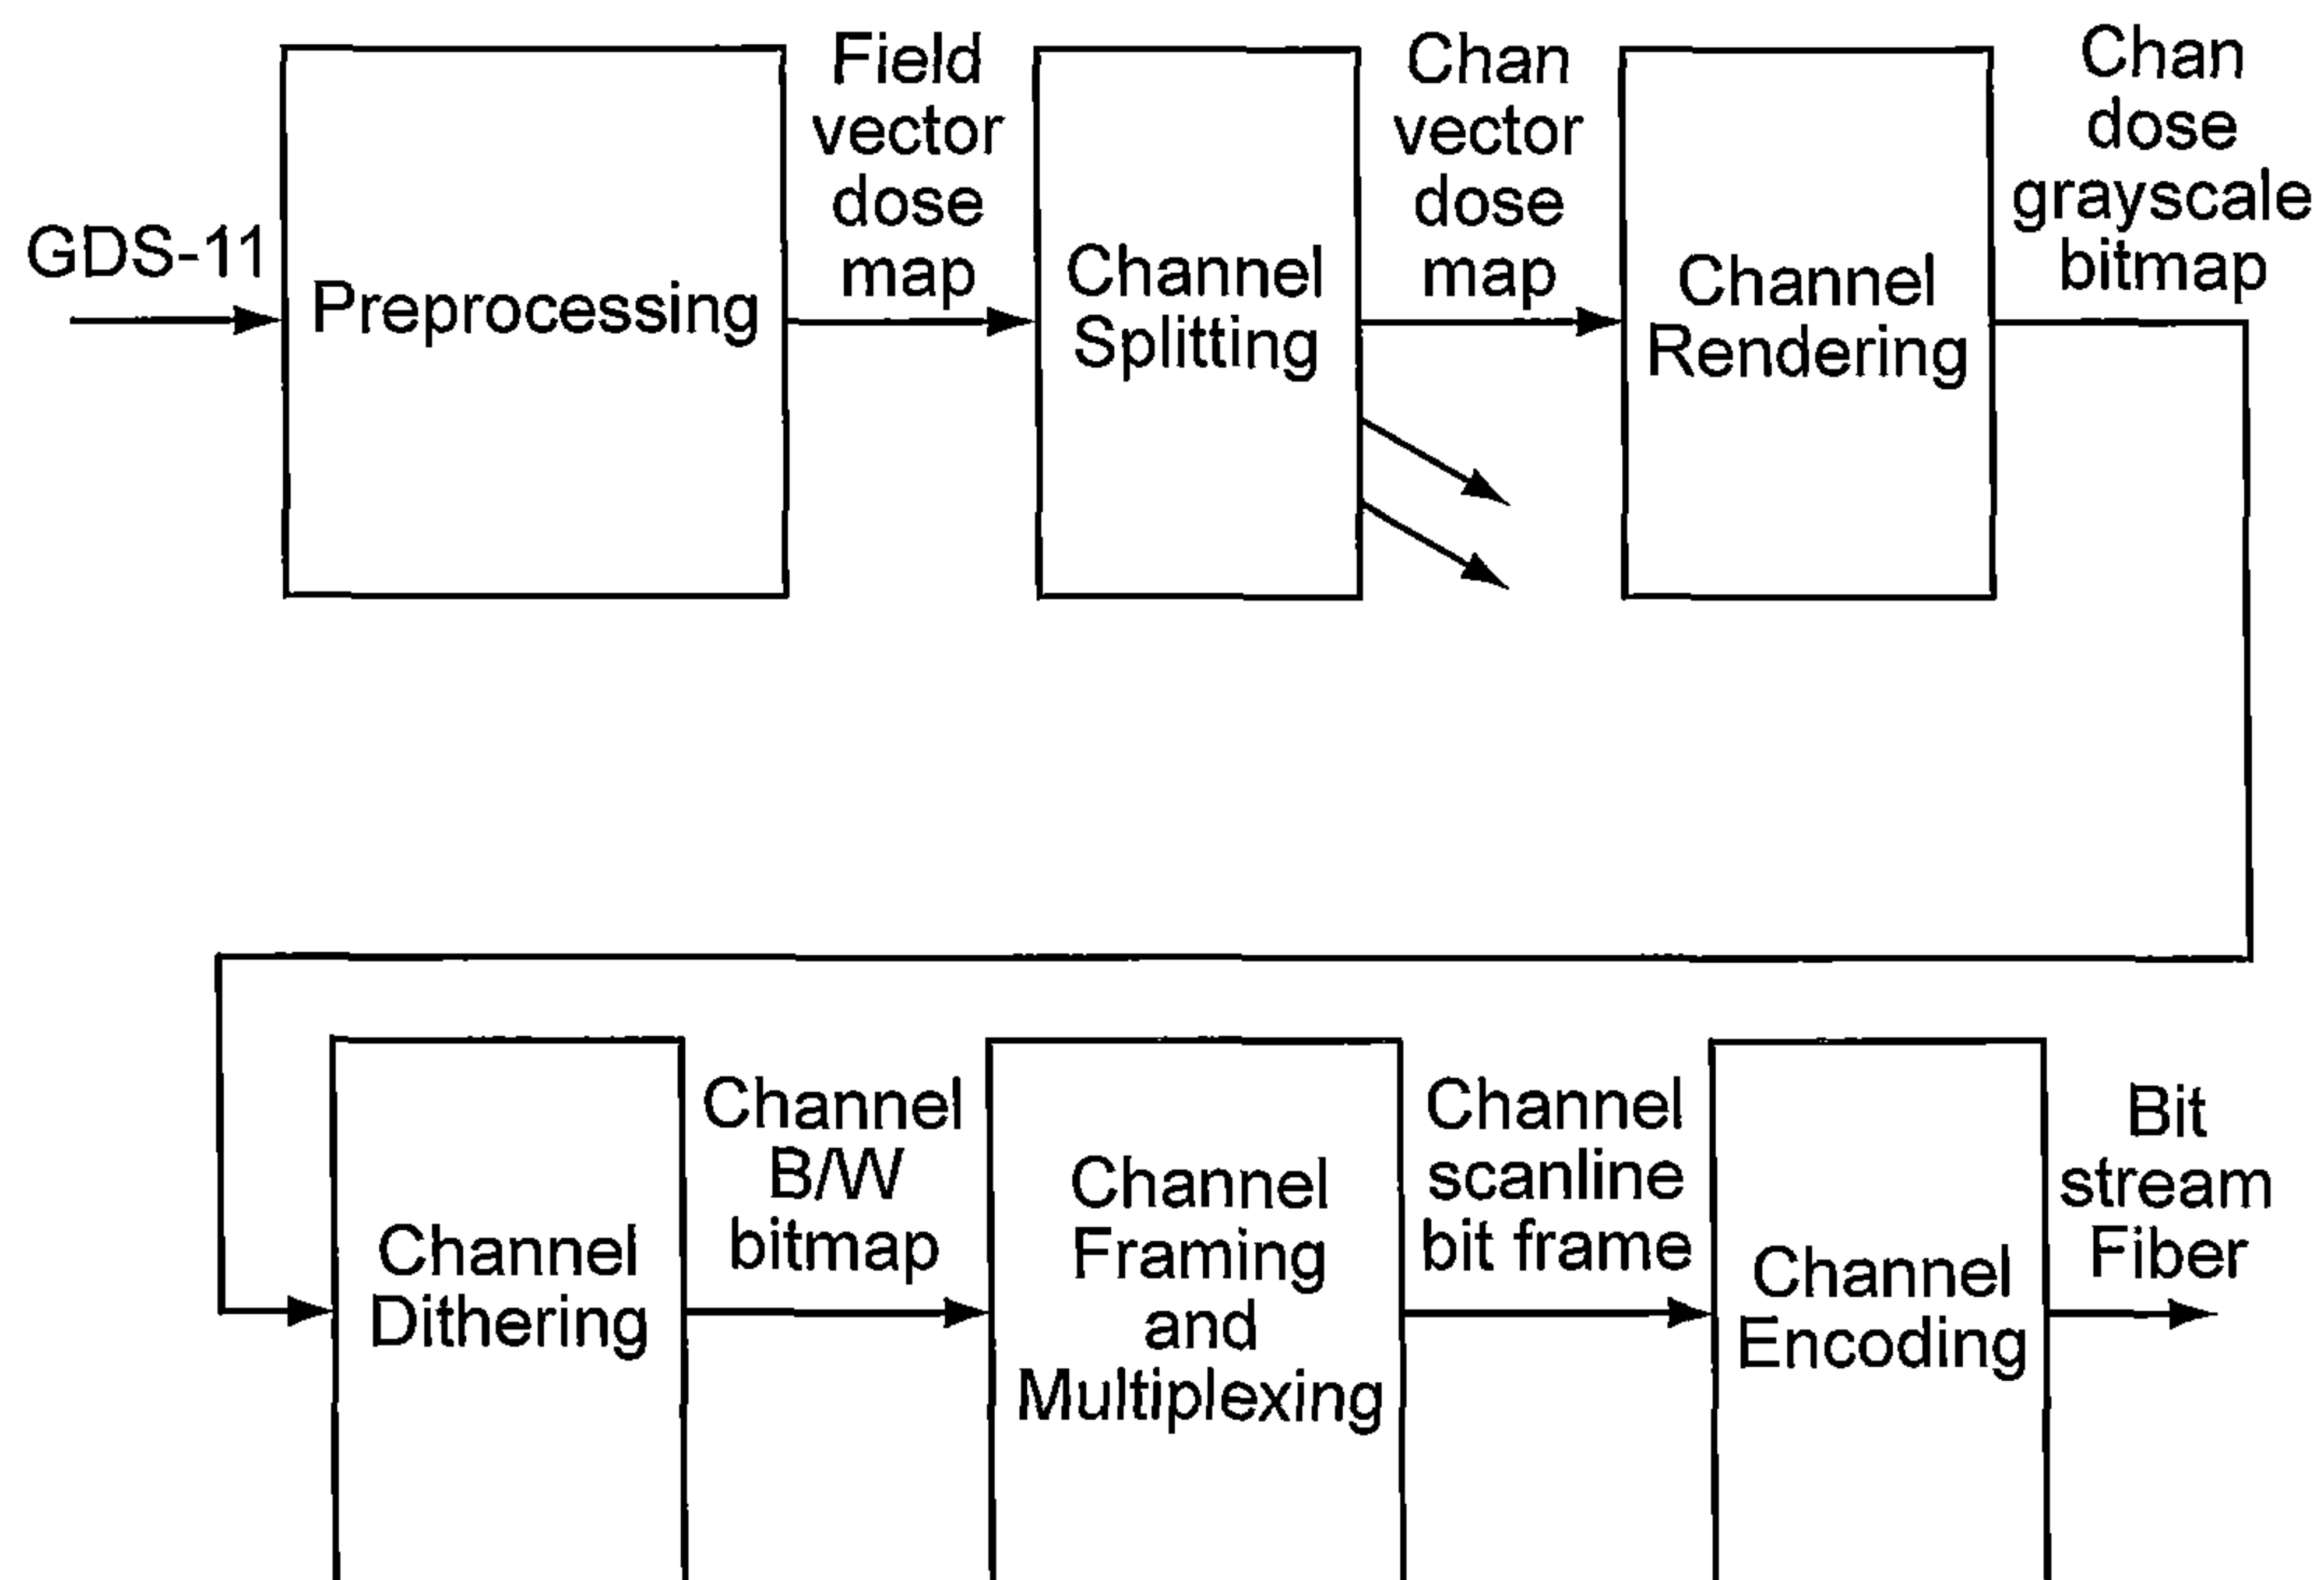 GDS-11
Preprocessing
Field
vector
dose
map
Channel
Splitting
Chan
vector
dose
map
Channel
Rendering
Chan
dose
grayscale
bitmap
Channel
Dithering
Channel
B/W
bitmap
Channel
Framing
and
Multiplexing
Channel
scanline
bit frame
Channel
Encoding
Bit
stream
Fiber